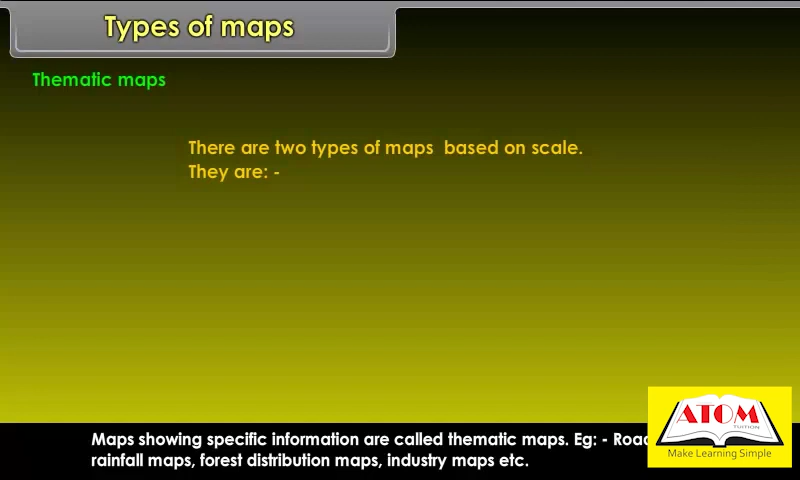 Types of maps
Thematic maps
There are two types of maps based on scale.
They are: -
Maps showing specific information are called thematic maps. Eg: - Road
rainfall maps, forest distribution maps, industry maps etc.
ATOM
TUITION
Make Learning Simple